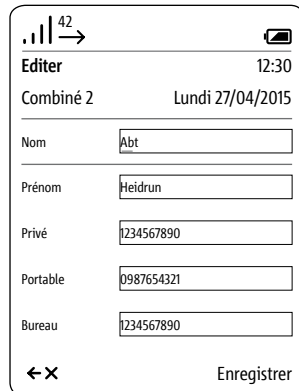 42
Editer 12:30
Combiné 2 Lundi 27/04/2015
Nom Abt
Prénom Heidrun
Privé 1234567890
Portable 0987654321
Bureau 1234567890
Enregistrer